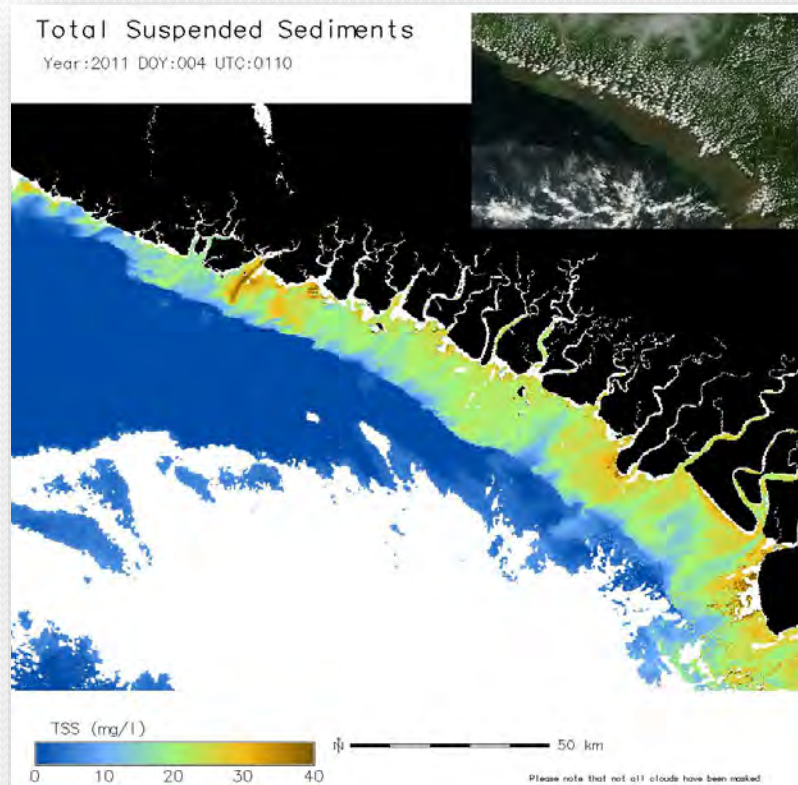 Total Suspended Sediments
Year:2011 DOY:004 UTC:0110
TSS (mg/l)
0 10 20 30 40
N
50 km
Please note that not all clouds have been masked